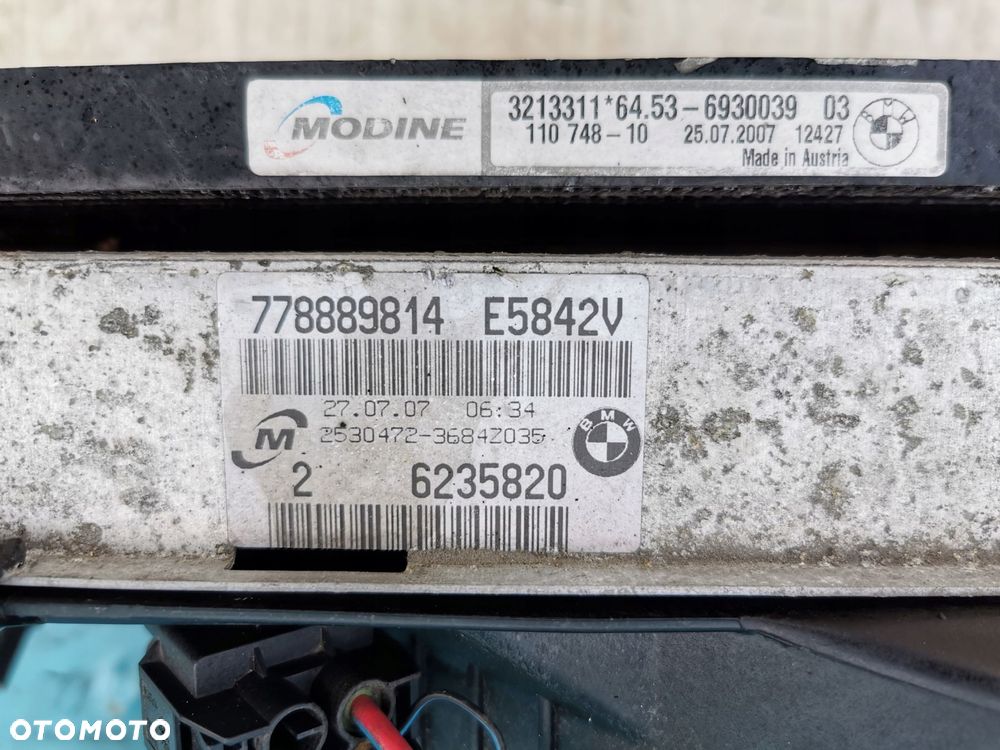 MODINE
3213311*64.53-6930039 03
110 748-10 25.07.2007 12427
Made in Austria
778889814 E5842V
27.07.07 06:34
M
2530472-3684Z035
BMW
2 6235820
OTOMOTO